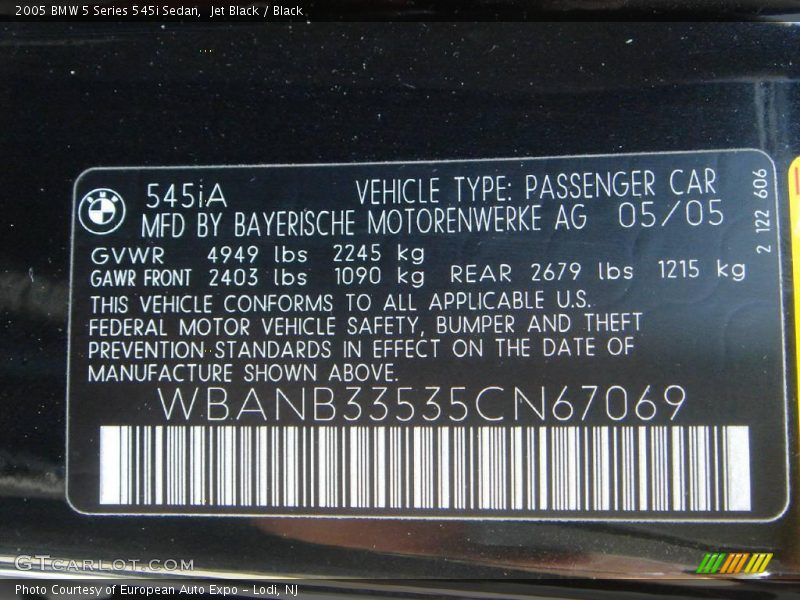 2005 BMW 5 Series 545i Sedan, Jet Black / Black
545iA VEHICLE TYPE: PASSENGER CAR
MFD BY BAYERISCHE MOTORENWERKE AG 05/05
2 122 606
GVWR 4949 lbs 2245 kg
GAWR FRONT 2403 lbs 1090 kg REAR 2679 lbs 1215 kg
THIS VEHICLE CONFORMS TO ALL APPLICABLE U.S.
FEDERAL MOTOR VEHICLE SAFETY, BUMPER AND THEFT
PREVENTION STANDARDS IN EFFECT ON THE DATE OF
MANUFACTURE SHOWN ABOVE.
WBANB33535CN67069
GTCARLOT.COM
Photo Courtesy of European Auto Expo - Lodi, NJ